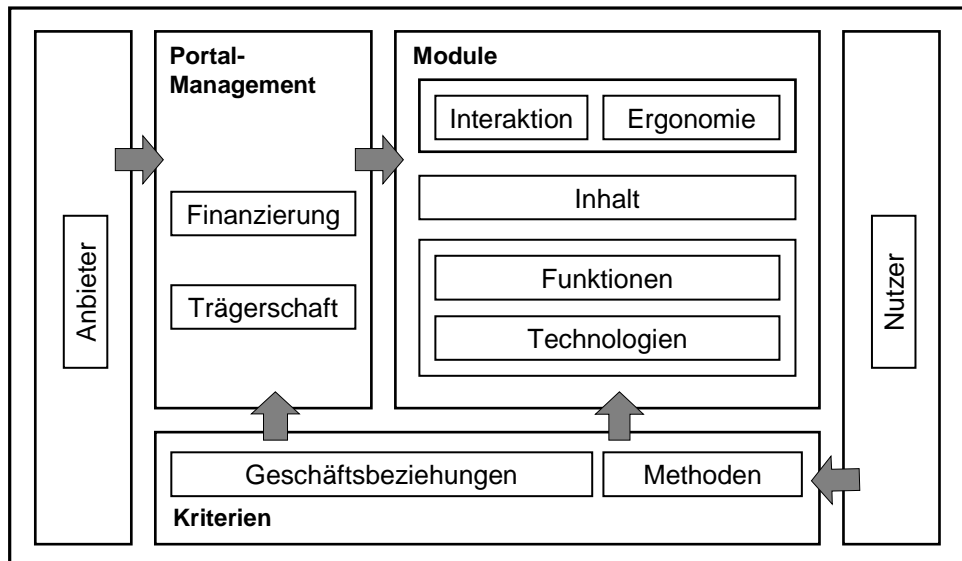 Anbieter
Portal-
Management
Finanzierung
Trägerschaft
Module
Interaktion
Ergonomie
Inhalt
Funktionen
Technologien
Geschäftsbeziehungen
Methoden
Kriterien
Nutzer